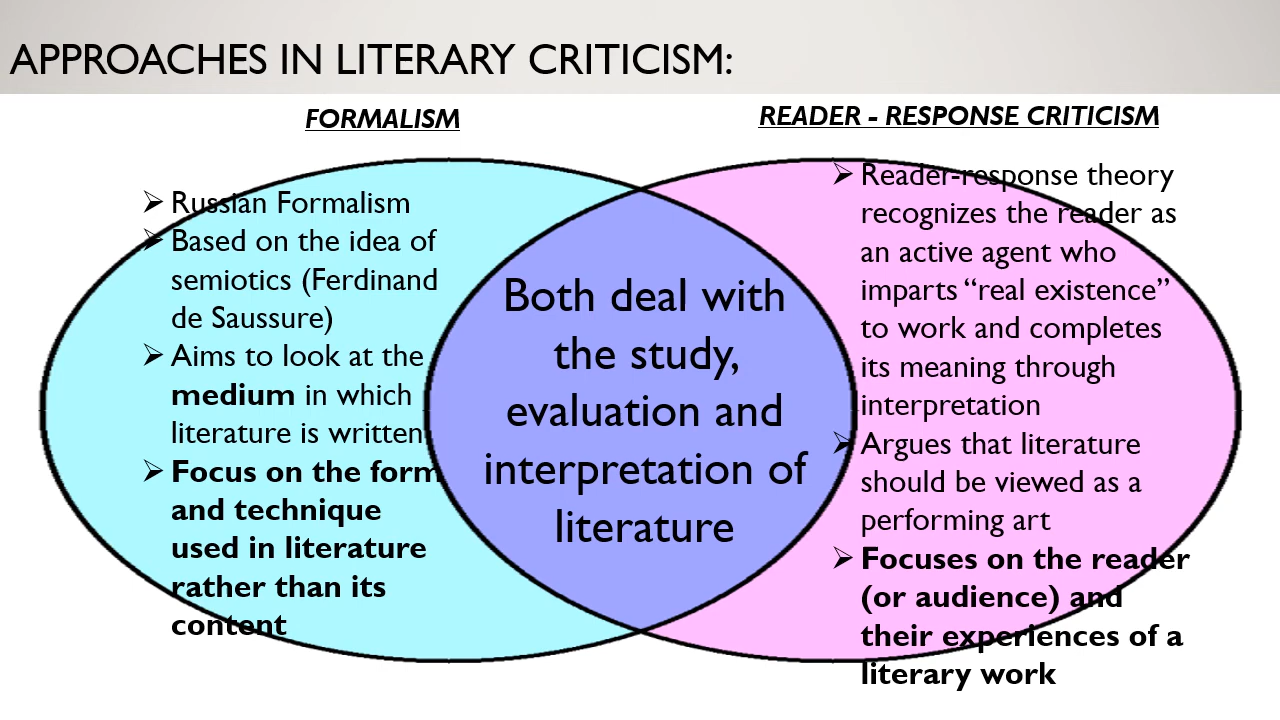 APPROACHES IN LITERARY CRITICISM:
FORMALISM
➢ Russian Formalism
➢ Based on the idea of
semiotics (Ferdinand
de Saussure)
➢ Aims to look at the
medium in which
literature is written
➢ Focus on the form
and technique
used in literature
rather than its
content
Both deal with
the study,
evaluation and
interpretation of
literature
READER - RESPONSE CRITICISM
➢ Reader-response theory
recognizes the reader as
an active agent who
imparts “real existence”
to work and completes
its meaning through
interpretation
➢ Argues that literature
should be viewed as a
performing art
➢ Focuses on the reader
(or audience) and
their experiences of a
literary work